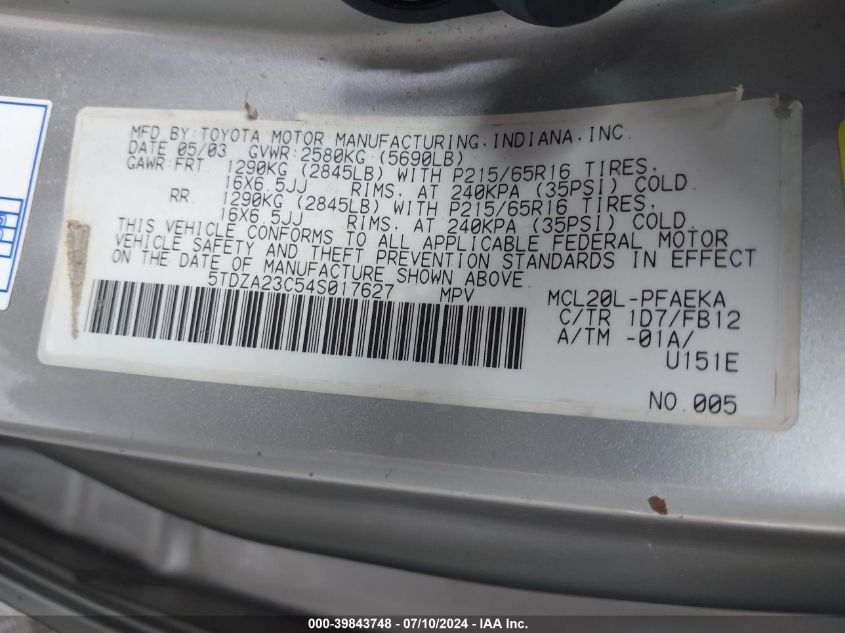 MFD.BY:TOYOTA MOTOR MANUFACTURING.INDIANA.INC.
DATE 05/03 GVWR:2580KG (5690LB)
GAWR:FRT. 1290KG (2845LB) WITH P215/65R16 TIRES.
16X6.5JJ RIMS. AT 240KPA (35PSI) COLD.
RR. 1290KG (2845LB) WITH P215/65R16 TIRES.
16X6.5JJ RIMS. AT 240KPA (35PSI) COLD.
THIS VEHICLE CONFORMS TO ALL APPLICABLE FEDERAL MOTOR
VEHICLE SAFETY AND THEFT PREVENTION STANDARDS IN EFFECT
ON THE DATE OF MANUFACTURE SHOWN ABOVE.
5TDZA23C54S017627 MPV MCL20L-PFAEKA
C/TR 1D7/FB12
A/TM -01A/
U151E
NO.005
000-39843748 - 07/10/2024 - IAA Inc.